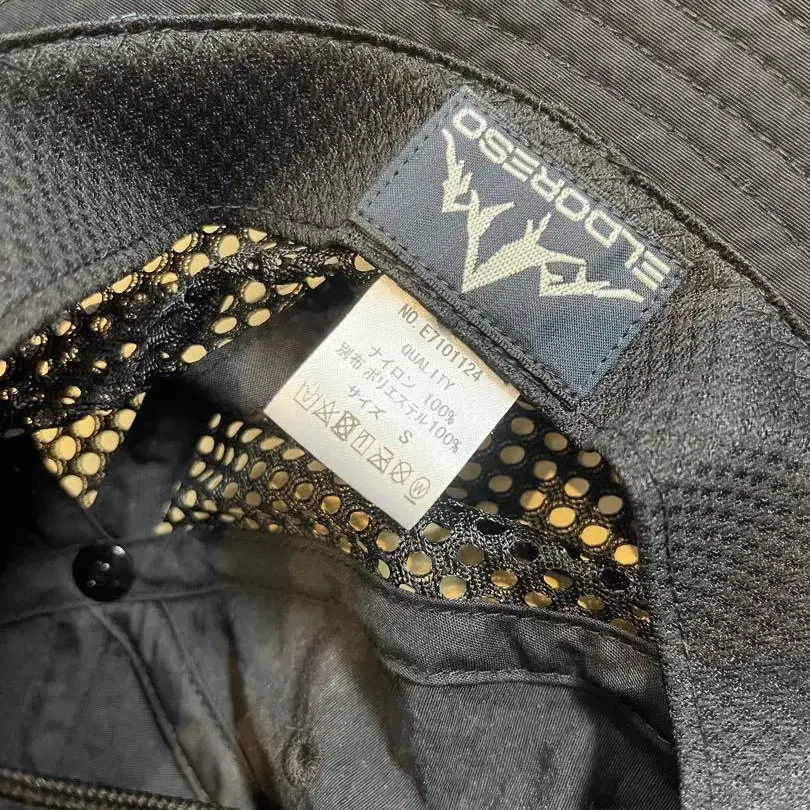 ELDORESO
NO. E7101124
QUALITY
ナイロン 100%
別布 ポリエステル100%
サイズ S
W